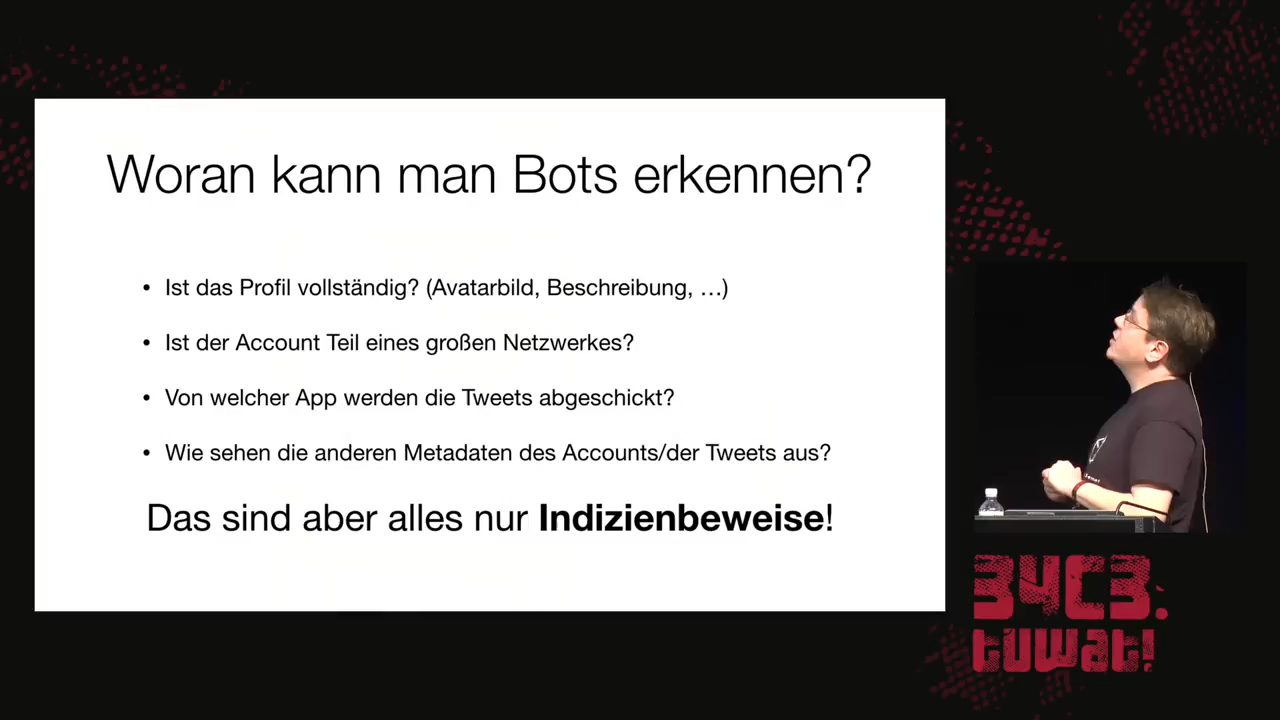 Woran kann man Bots erkennen?
• Ist das Profil vollständig? (Avatarbild, Beschreibung, …)
• Ist der Account Teil eines großen Netzwerkes?
• Von welcher App werden die Tweets abgeschickt?
• Wie sehen die anderen Metadaten des Accounts/der Tweets aus?
Das sind aber alles nur Indizienbeweise!
34C3.
tuwat!